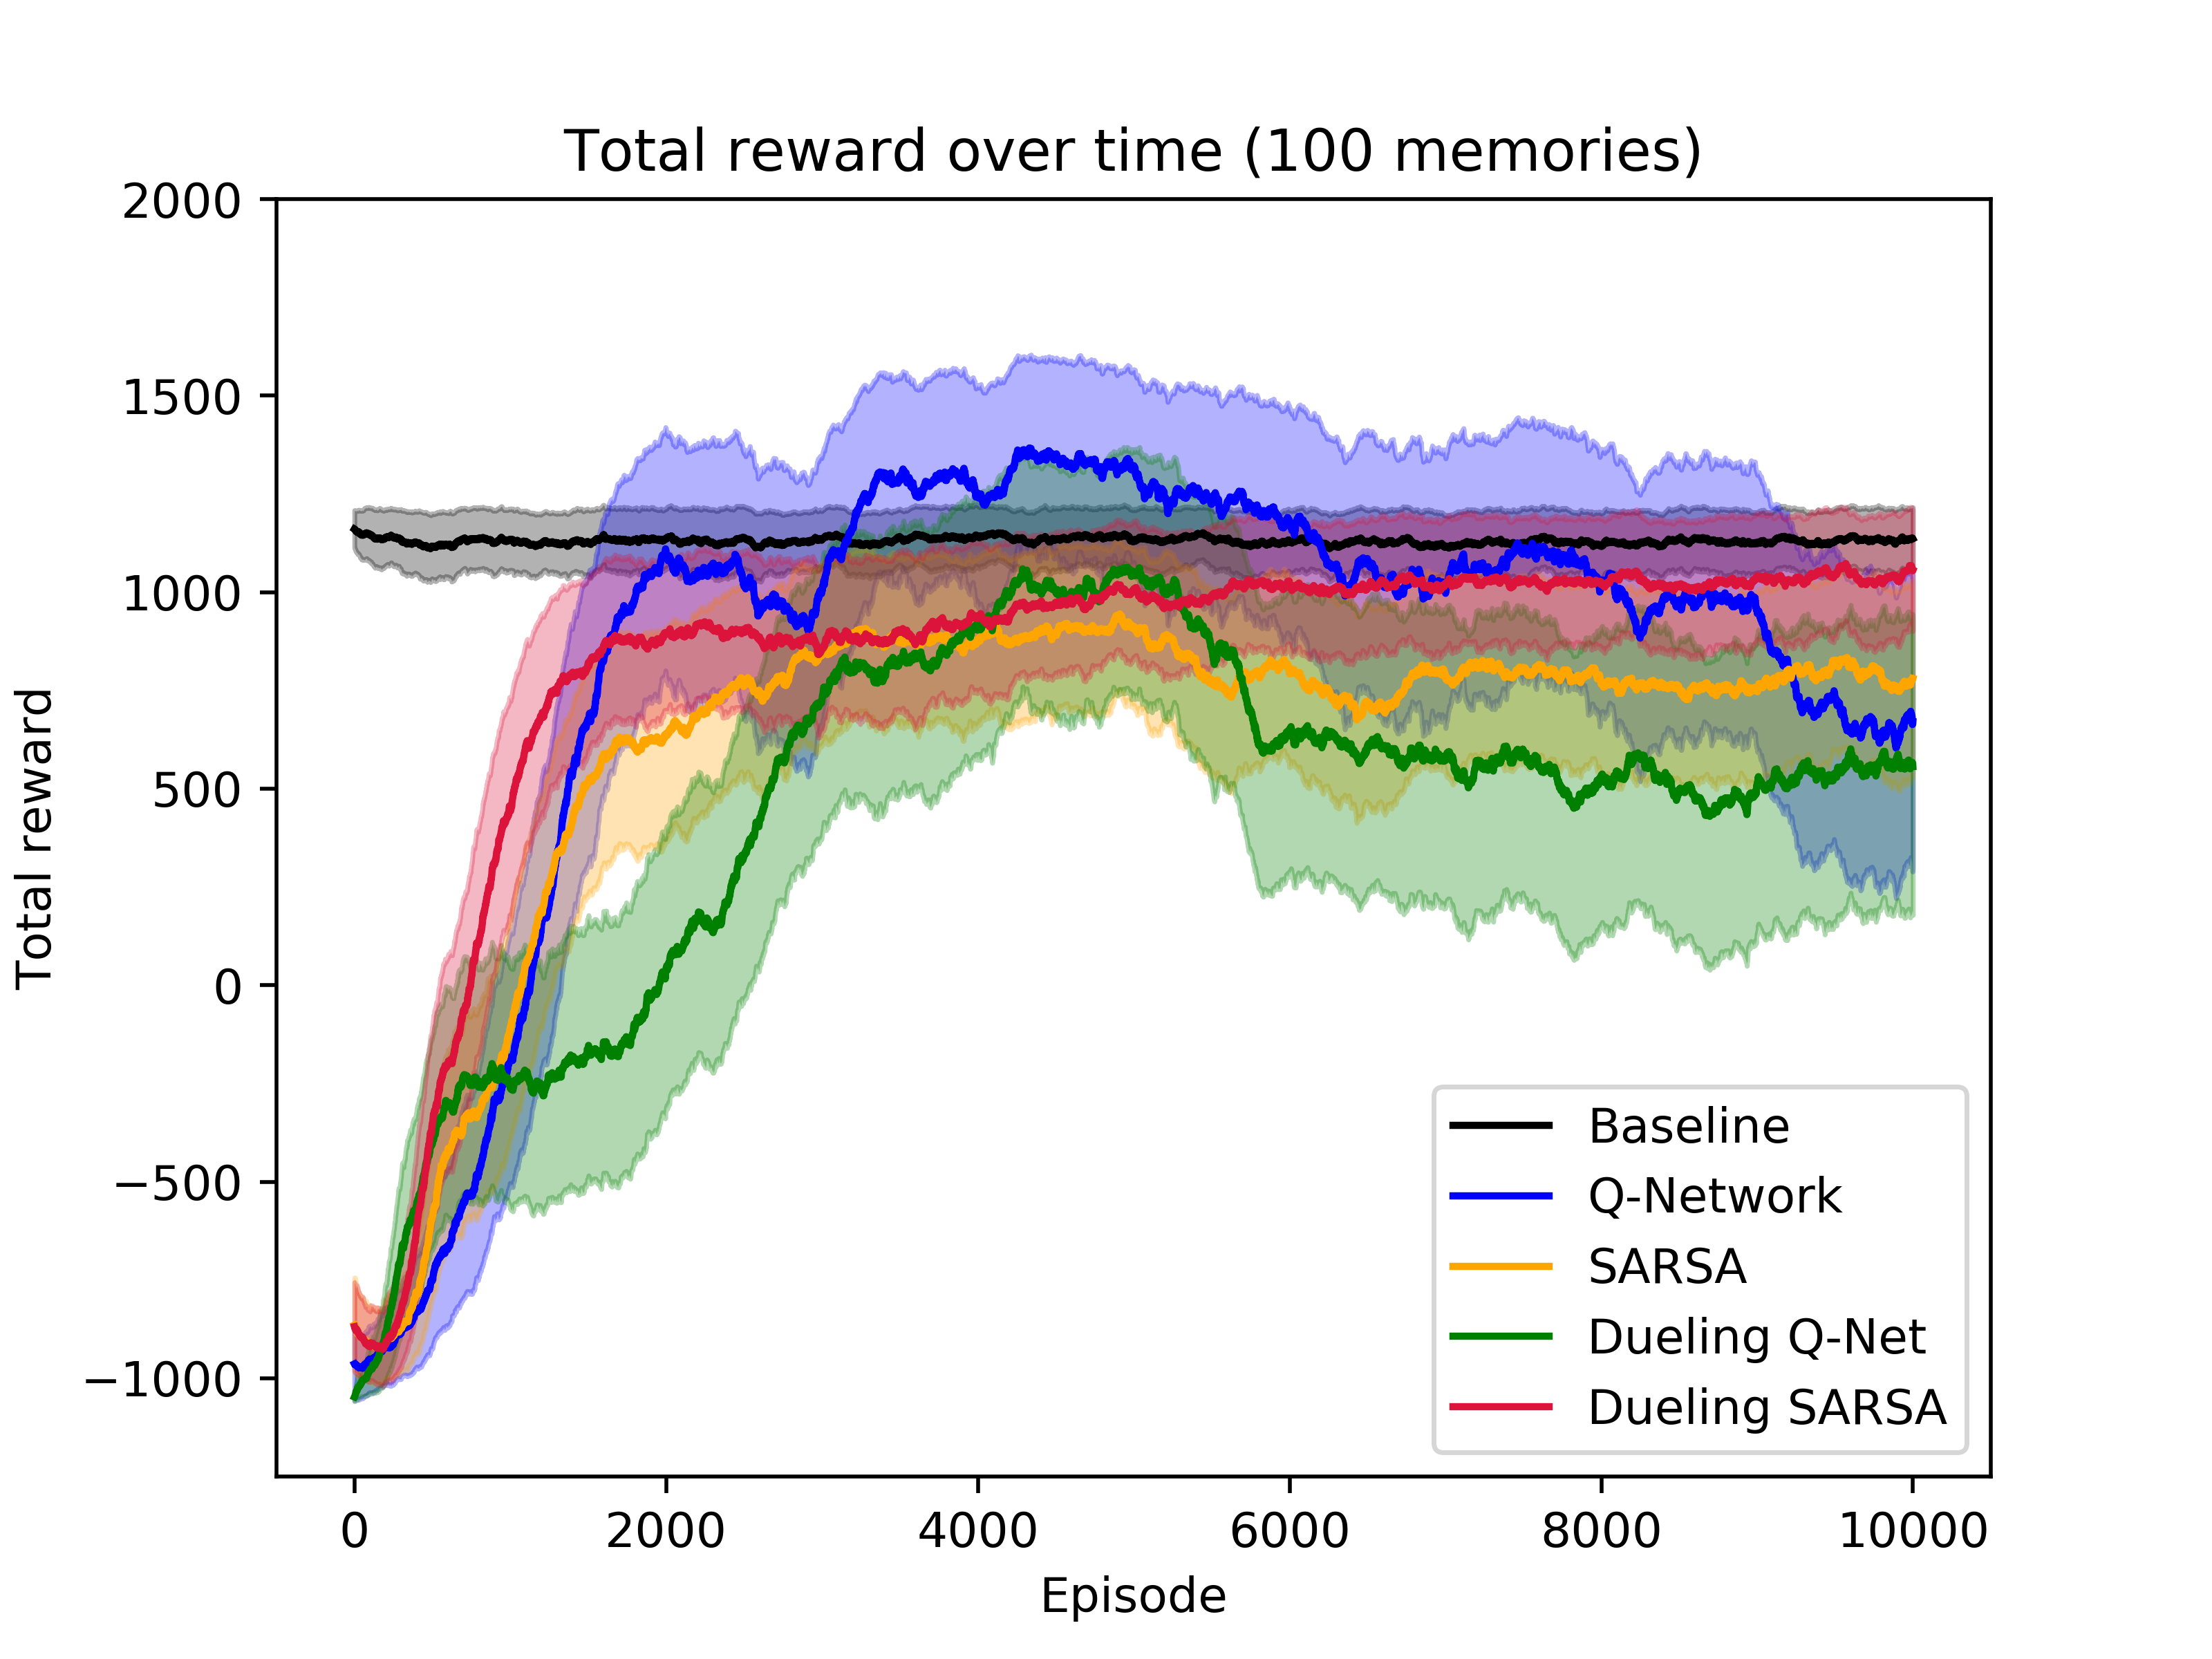 Total reward over time (100 memories)
2000
1500
1000
500
0
−500
−1000
Total reward
0 2000 4000 6000 8000 10000
Episode
Baseline
Q-Network
SARSA
Dueling Q-Net
Dueling SARSA